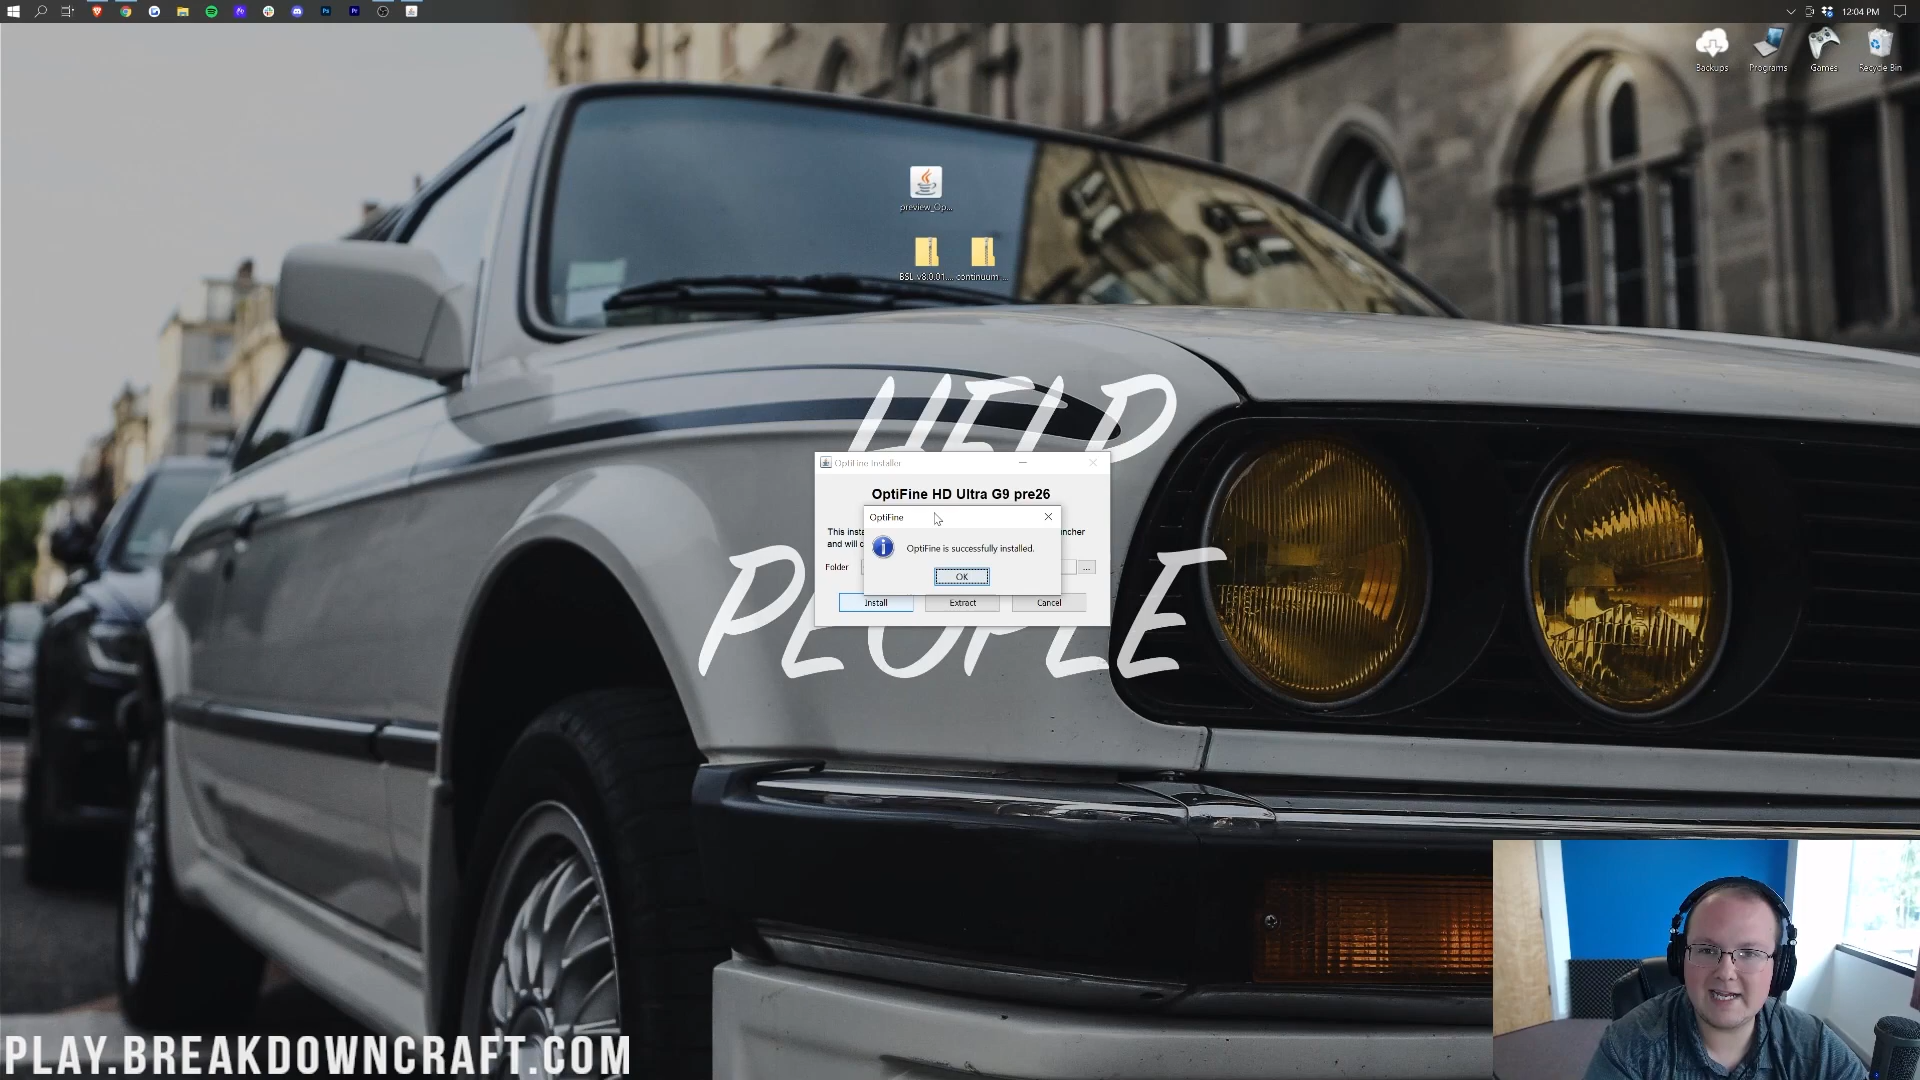 12:04 PM
Backups
Programs
Games
Recycle Bin
preview_Op...
BSL_v8.0.01....
continuum ...
HELP
PEOPLE
OptiFine Installer
OptiFine HD Ultra G9 pre26
OptiFine
This insta
ncher
and will c
OptiFine is successfully installed.
Folder
...
OK
Install
Extract
Cancel
PLAY.BREAKDOWNCRAFT.COM